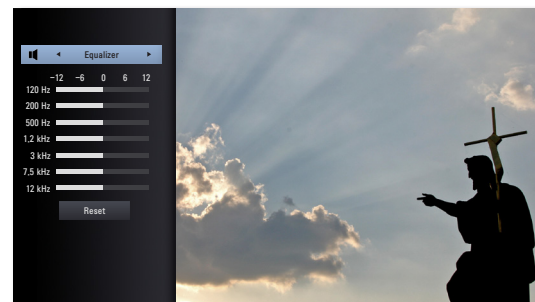 Equalizer
-12 -6 0 6 12
120 Hz
200 Hz
500 Hz
1,2 kHz
3 kHz
7,5 kHz
12 kHz
Reset